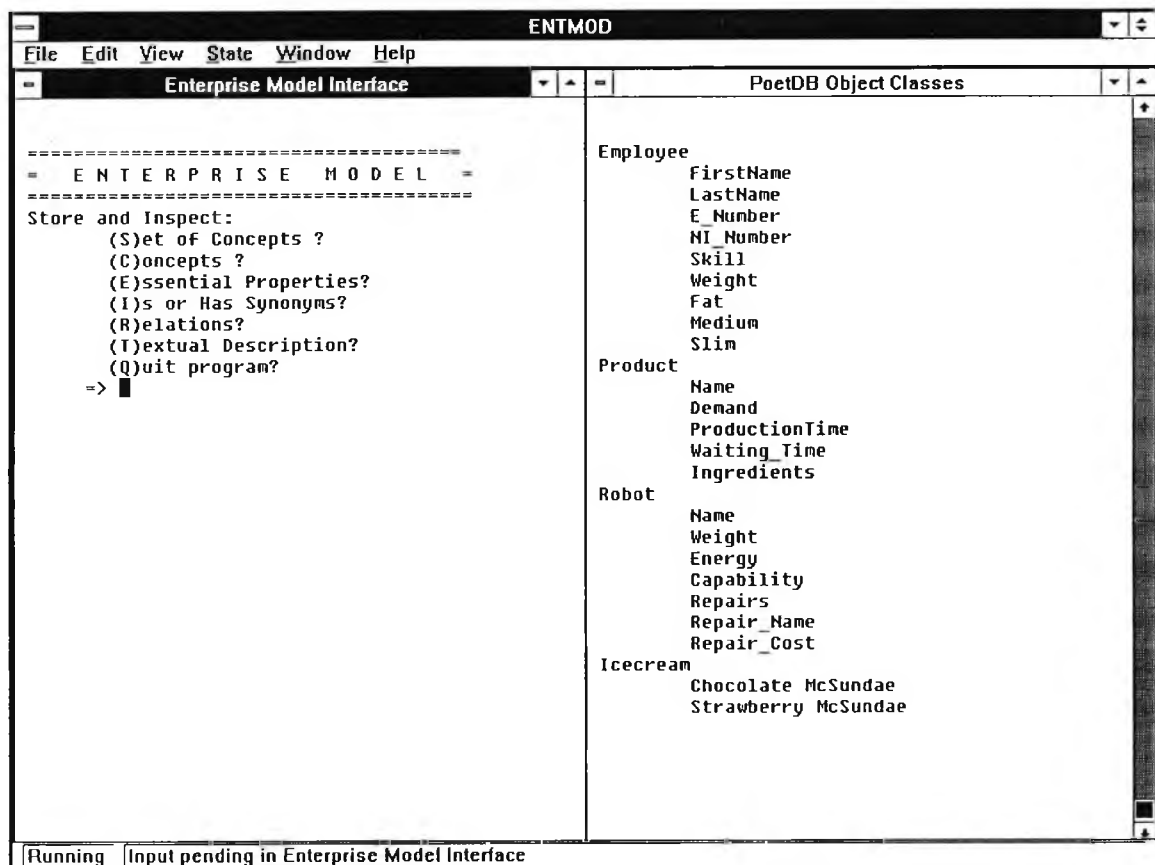 ENTMOD
File Edit View State Window Help
Enterprise Model Interface
=======================================
= E N T E R P R I S E   M O D E L =
========================================
Store and Inspect:
(S)et of Concepts ?
(C)oncepts ?
(E)ssential Properties?
(I)s or Has Synonyms?
(R)elations?
(T)extual Description?
(Q)uit program?
=>
PoetDB Object Classes
Employee
FirstName
LastName
E_Number
NI_Number
Skill
Weight
Fat
Medium
Slim
Product
Name
Demand
ProductionTime
Waiting_Time
Ingredients
Robot
Name
Weight
Energy
Capability
Repairs
Repair_Name
Repair_Cost
Icecream
Chocolate McSundae
Strawberry McSundae
Running Input pending in Enterprise Model Interface